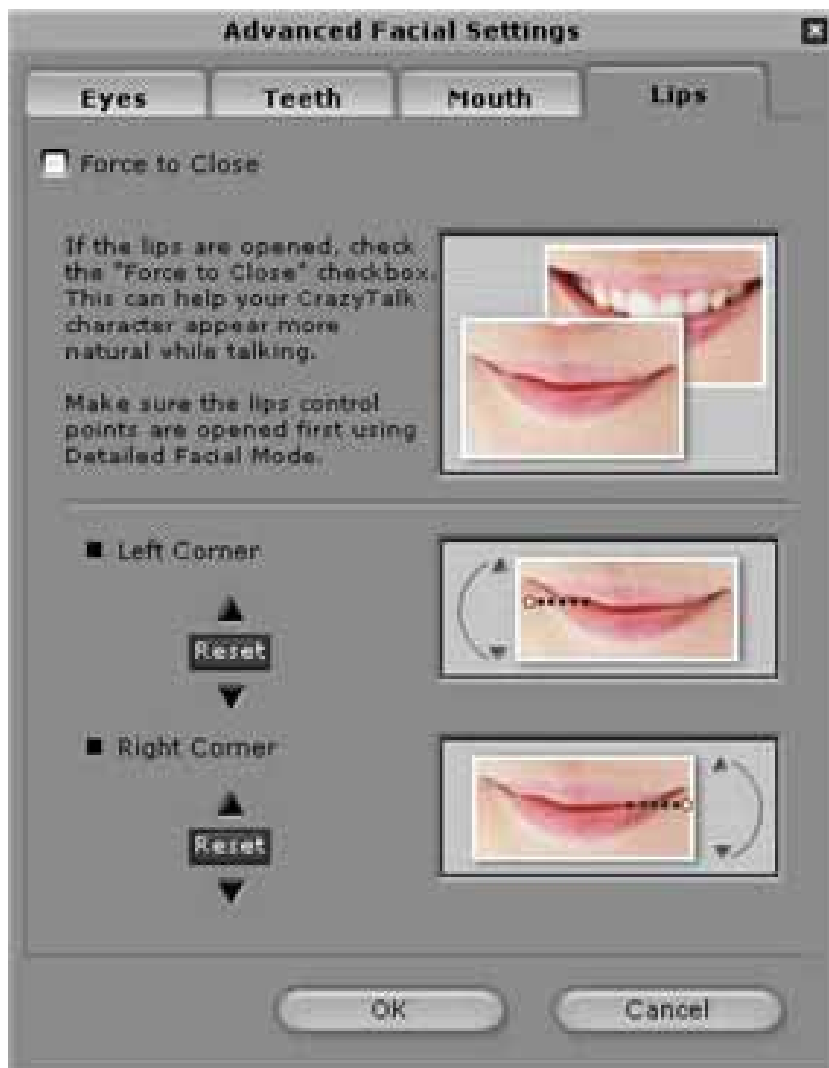 Advanced Facial Settings
Eyes Teeth Mouth Lips
Force to Close
If the lips are opened, check
the "Force to Close" checkbox.
This can help your CrazyTalk
character appear more
natural while talking.
Make sure the lips control
points are opened first using
Detailed Facial Mode.
Left Corner
Reset
Right Corner
Reset
OK Cancel